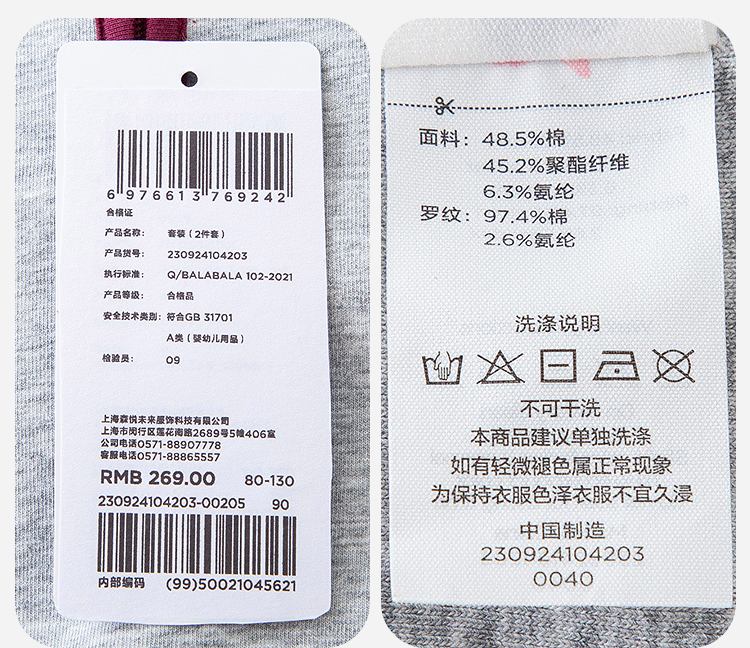 6 976613 769242
合格证
产品名称: 套装（2件套）
产品货号: 230924104203
执行标准: Q/BALABALA 102-2021
产品等级: 合格品
安全技术类别: 符合GB 31701
A类（婴幼儿用品）
检验员: 09
上海森悦未来服饰科技有限公司
上海市闵行区莲花南路2689号5幢406室
公司电话0571-88907778
客服电话0571-88865557
RMB 269.00 80-130
230924104203-00205 90
内部编码 (99)50021045621
面料: 48.5%棉
45.2%聚酯纤维
6.3%氨纶
罗纹: 97.4%棉
2.6%氨纶
洗涤说明
不可干洗
本商品建议单独洗涤
如有轻微褪色属正常现象
为保持衣服色泽衣服不宜久浸
中国制造
230924104203
0040